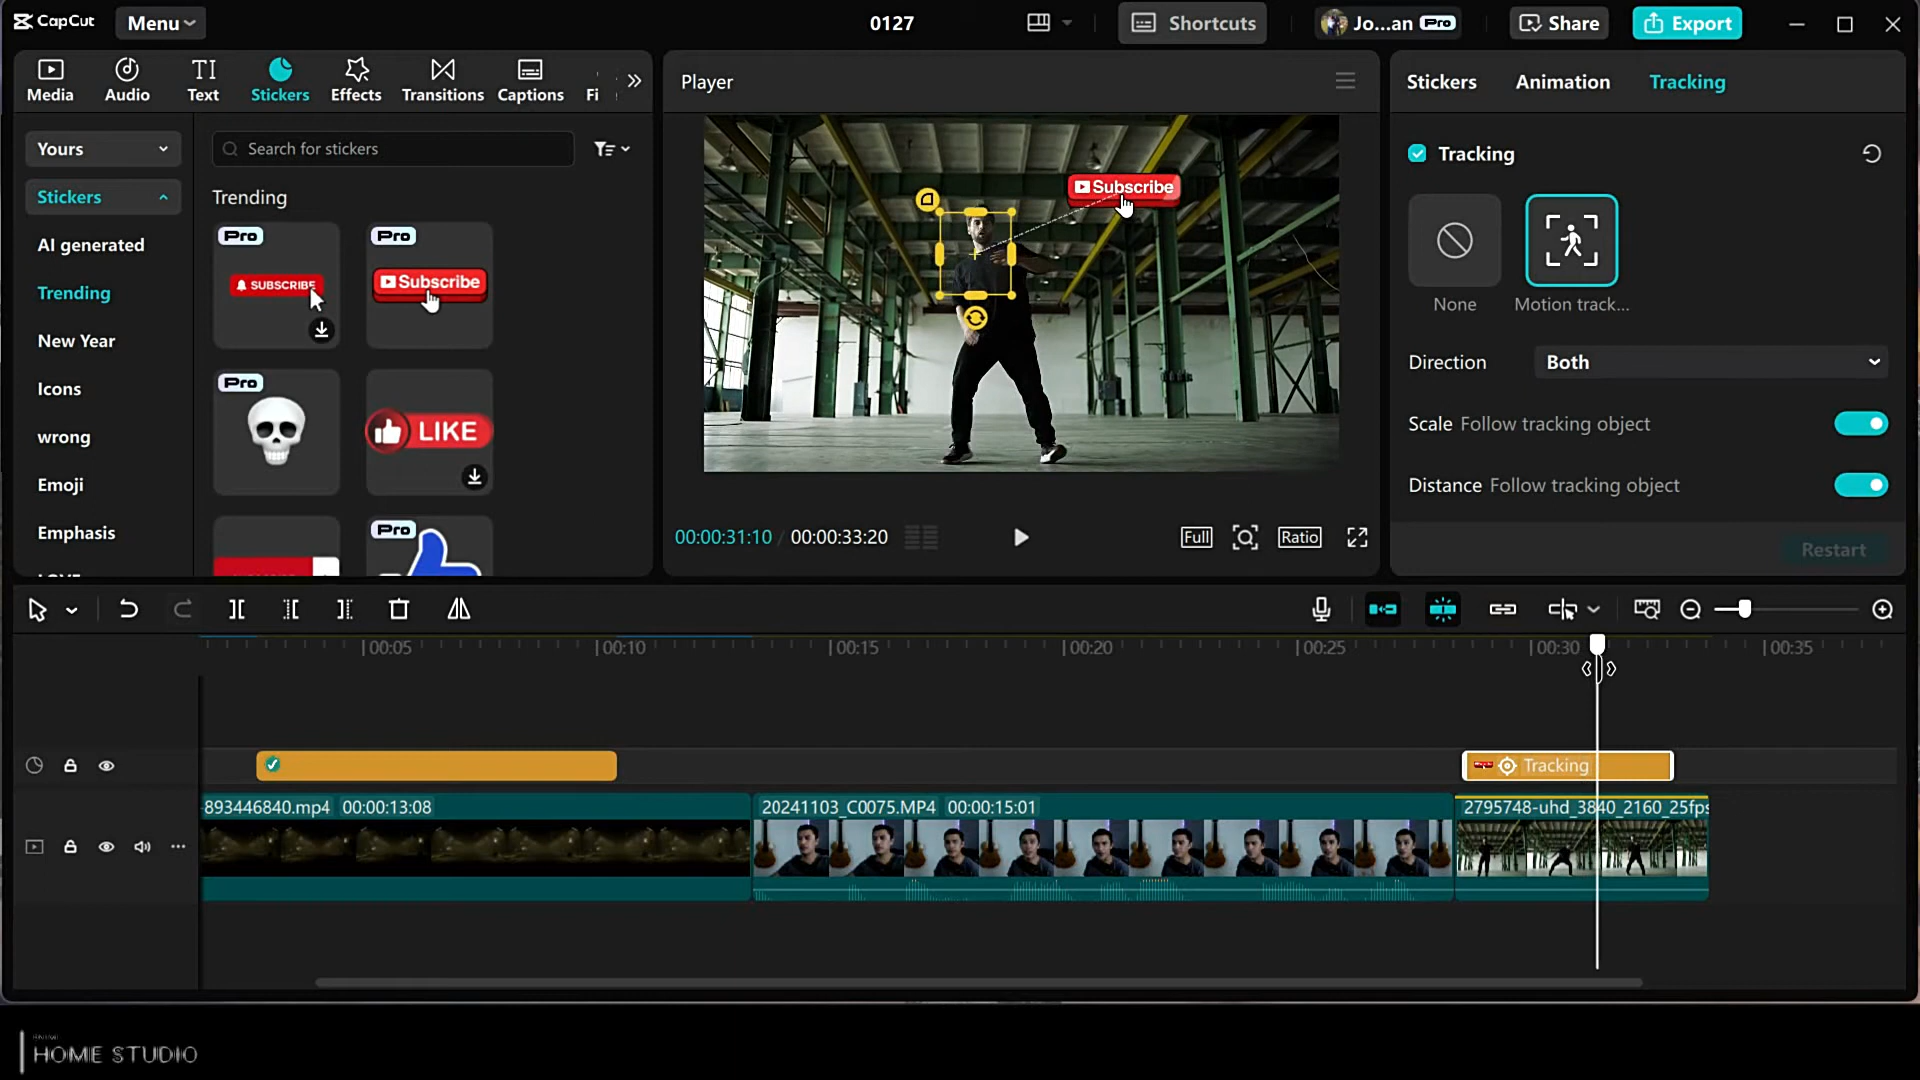 CapCut
Menu
0127
Shortcuts
Jo...an Pro
Share
Export
Media
Audio
Text
Stickers
Effects
Transitions
Captions
Fi
Player
Stickers
Animation
Tracking
Yours
Search for stickers
Tracking
Stickers
Trending
AI generated
Trending
New Year
Icons
wrong
Emoji
Emphasis
Pro
SUBSCRIBE
Pro
Subscribe
Pro
LIKE
Pro
Subscribe
None
Motion track...
Direction
Both
Scale Follow tracking object
Distance Follow tracking object
Restart
00:00:31:10 / 00:00:33:20
Full
Ratio
00:05
00:10
00:15
00:20
00:25
00:30
00:35
Tracking
893446840.mp4 00:00:13:08
20241103_C0075.MP4 00:00:15:01
2795748-uhd_3840_2160_25fps
HOME STUDIO